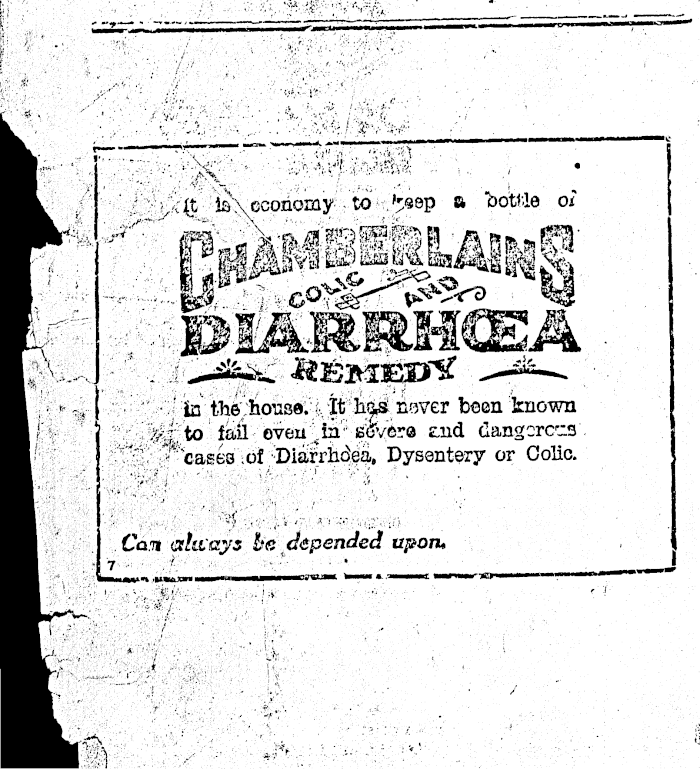 it is economy to keep a bottle of
CHAMBERLAINS
COLIC AND
DIARRHŒA
REMEDY
in the house. It has never been known
to fail even in severe and dangerous
cases of Diarrhoea, Dysentery or Colic.
Can always be depended upon.
7